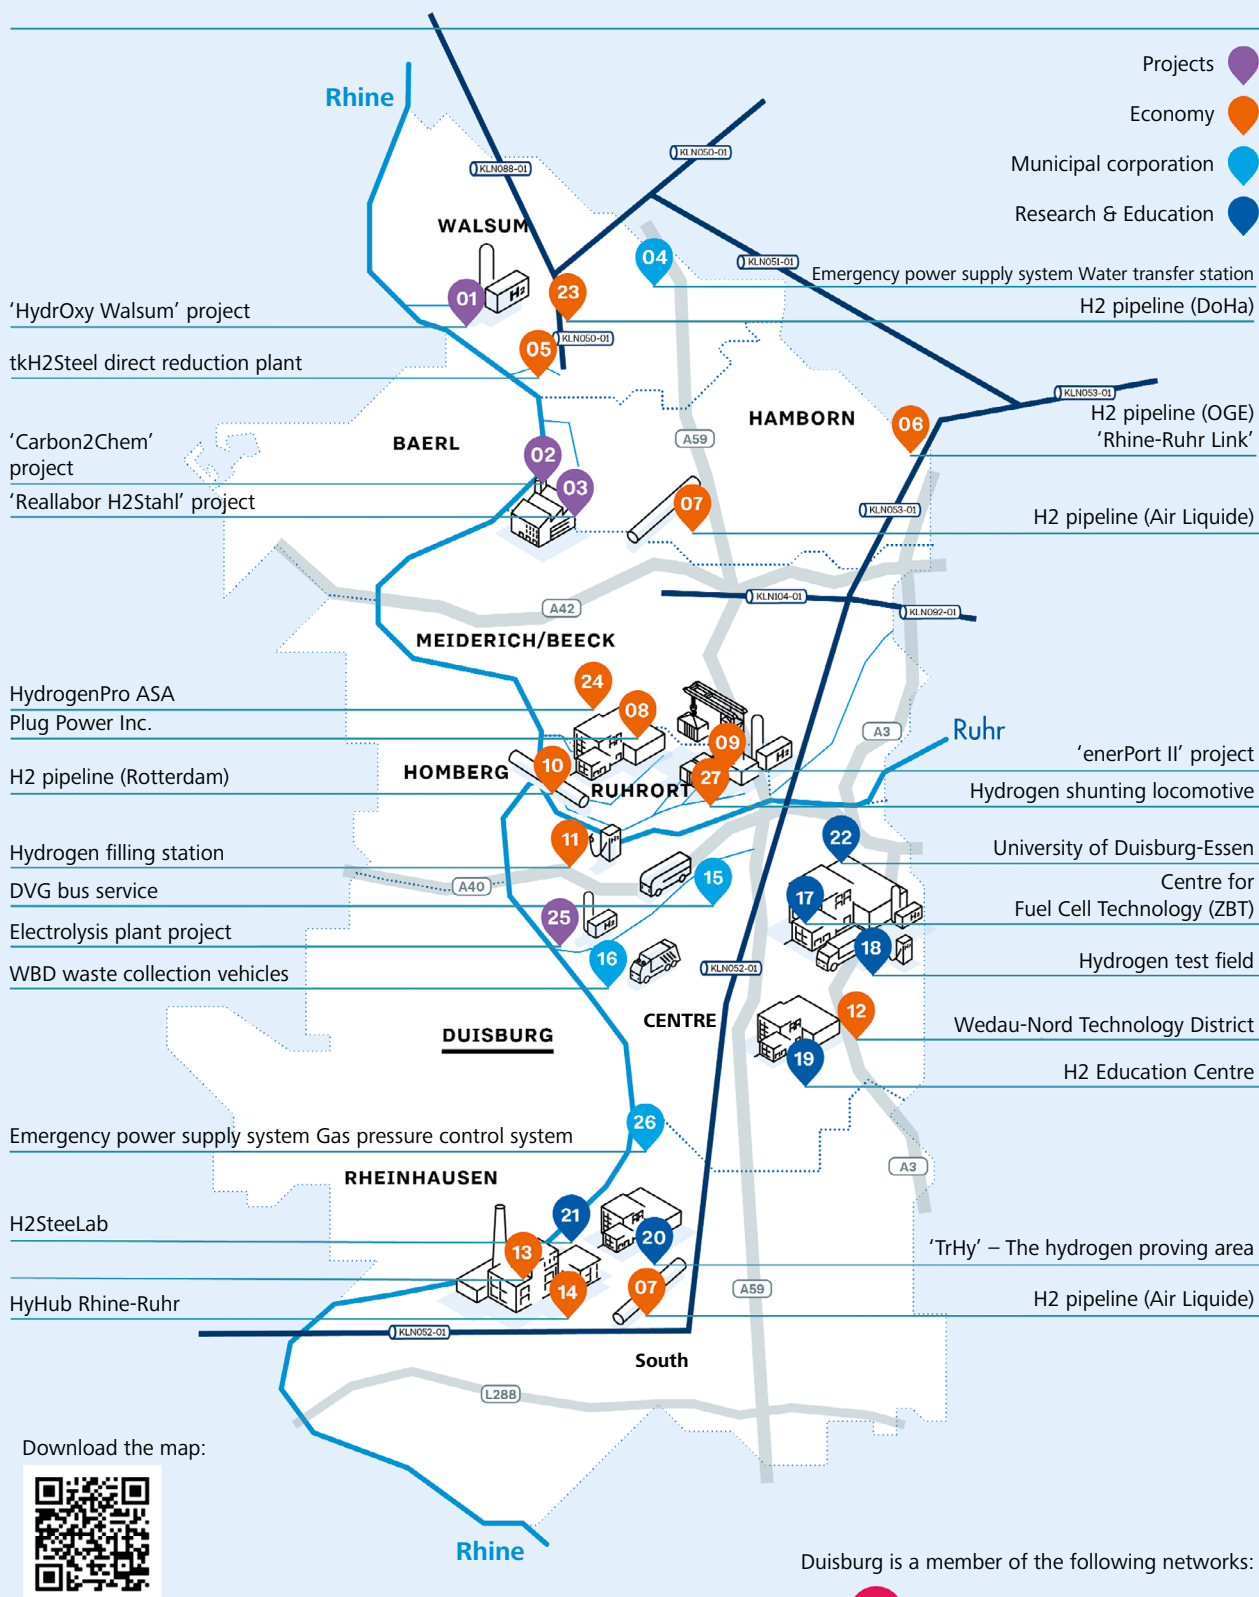 Projects
Economy
Municipal corporation
Research & Education
Rhine
KLN088-01
KLN050-01
WALSUM
KLN051-01
04
Emergency power supply system Water transfer station
01
H2
23
H2 pipeline (DoHa)
'HydrOxy Walsum' project
KLN050-01
05
tkH2Steel direct reduction plant
KLN053-01
HAMBORN
06
H2 pipeline (OGE)
'Rhine-Ruhr Link'
A59
BAERL
'Carbon2Chem'
project
02
03
'Reallabor H2Stahl' project
07
KLN053-01
H2 pipeline (Air Liquide)
A42
KLN104-01
KLN092-01
MEIDERICH/BEECK
24
HydrogenPro ASA
08
Plug Power Inc.
A3
Ruhr
09
H2
'enerPort II' project
10
HOMBERG
H2 pipeline (Rotterdam)
27
RUHRORT
Hydrogen shunting locomotive
11
Hydrogen filling station
22
University of Duisburg-Essen
A40
15
DVG bus service
Centre for
17
Fuel Cell Technology (ZBT)
H2
25
H2
Electrolysis plant project
18
16
WBD waste collection vehicles
KLN052-01
Hydrogen test field
CENTRE
12
Wedau-Nord Technology District
DUISBURG
19
H2 Education Centre
26
Emergency power supply system Gas pressure control system
A3
RHEINHAUSEN
21
H2SteeLab
20
'TrHy' – The hydrogen proving area
13
14
07
A59
HyHub Rhine-Ruhr
H2 pipeline (Air Liquide)
KLN052-01
South
L288
Download the map:
Rhine
Duisburg is a member of the following networks: